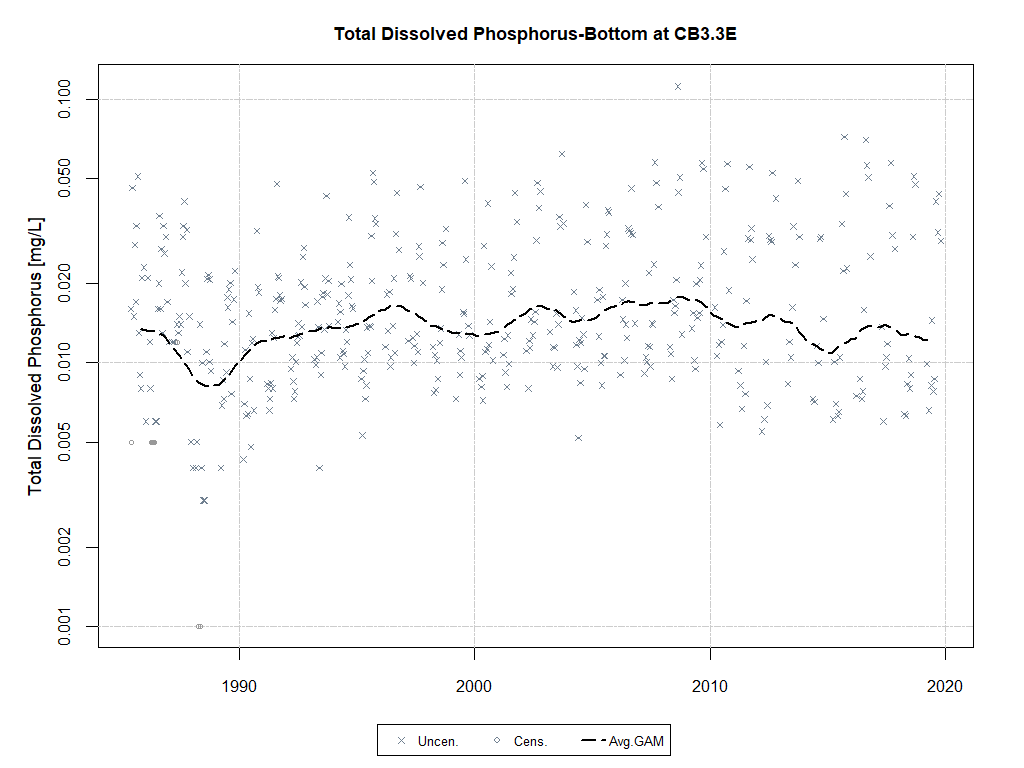 Total Dissolved Phosphorus-Bottom at CB3.3E
Total Dissolved Phosphorus [mg/L]
0.100
0.050
0.020
0.010
0.005
0.002
0.001
1990 2000 2010 2020
Uncen. Cens. Avg.GAM